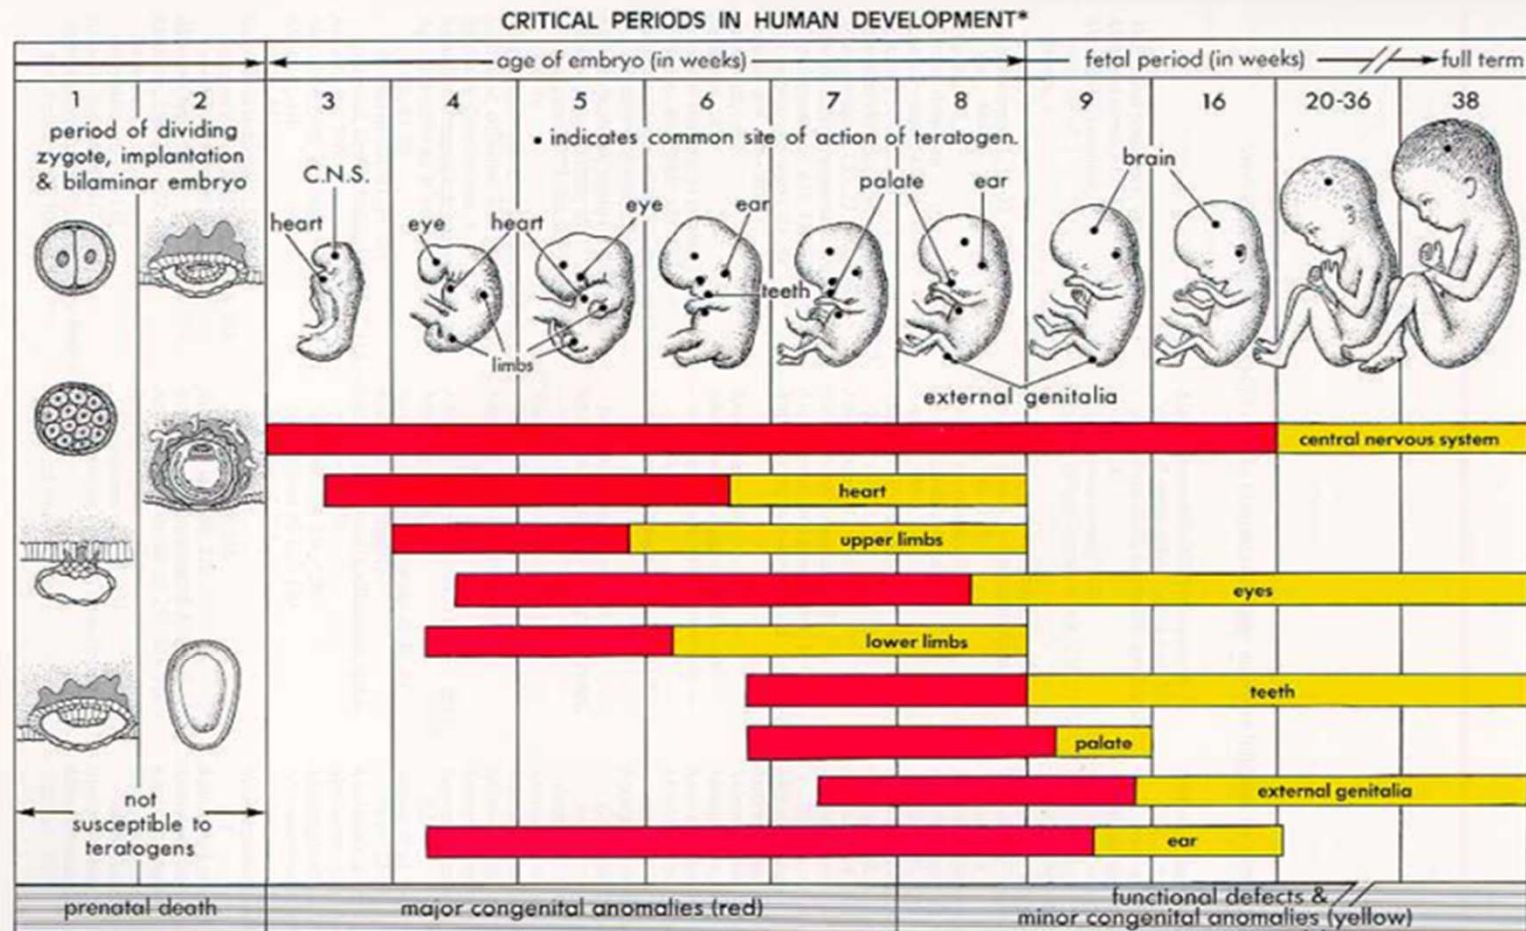 CRITICAL PERIODS IN HUMAN DEVELOPMENT*
age of embryo (in weeks)
fetal period (in weeks)
full term
1 2 3 4 5 6 7 8 9 16 20-36 38
period of dividing
zygote, implantation
& bilaminar embryo
• indicates common site of action of teratogen.
C.N.S.
heart
eye
heart
eye
ear
palate
ear
brain
teeth
limbs
external genitalia
central nervous system
heart
upper limbs
eyes
lower limbs
teeth
palate
external genitalia
ear
not
susceptible to
teratogens
prenatal death
major congenital anomalies (red)
functional defects &
minor congenital anomalies (yellow)